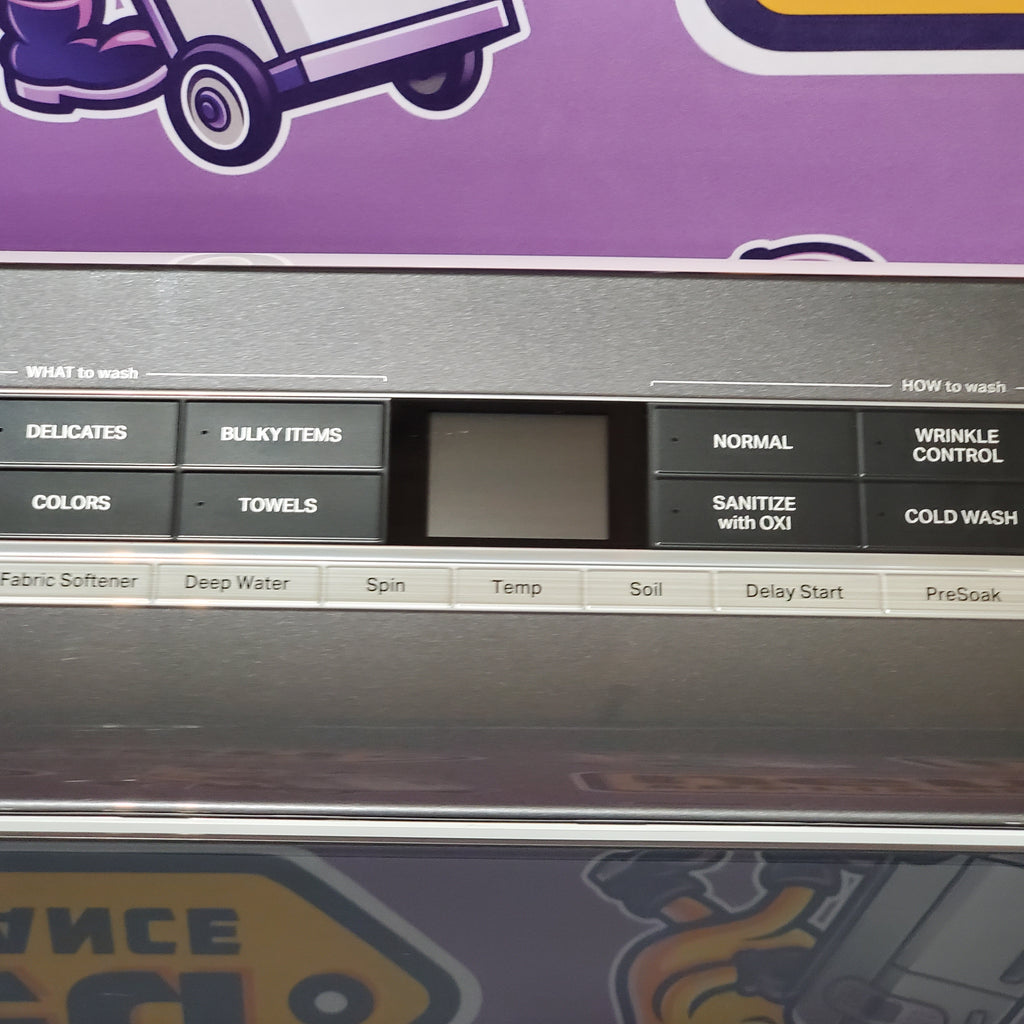 WHAT to wash
HOW to wash
DELICATES
BULKY ITEMS
NORMAL
WRINKLE
CONTROL
COLORS
TOWELS
SANITIZE
with OXI
COLD WASH
Fabric Softener
Deep Water
Spin
Temp
Soil
Delay Start
PreSoak